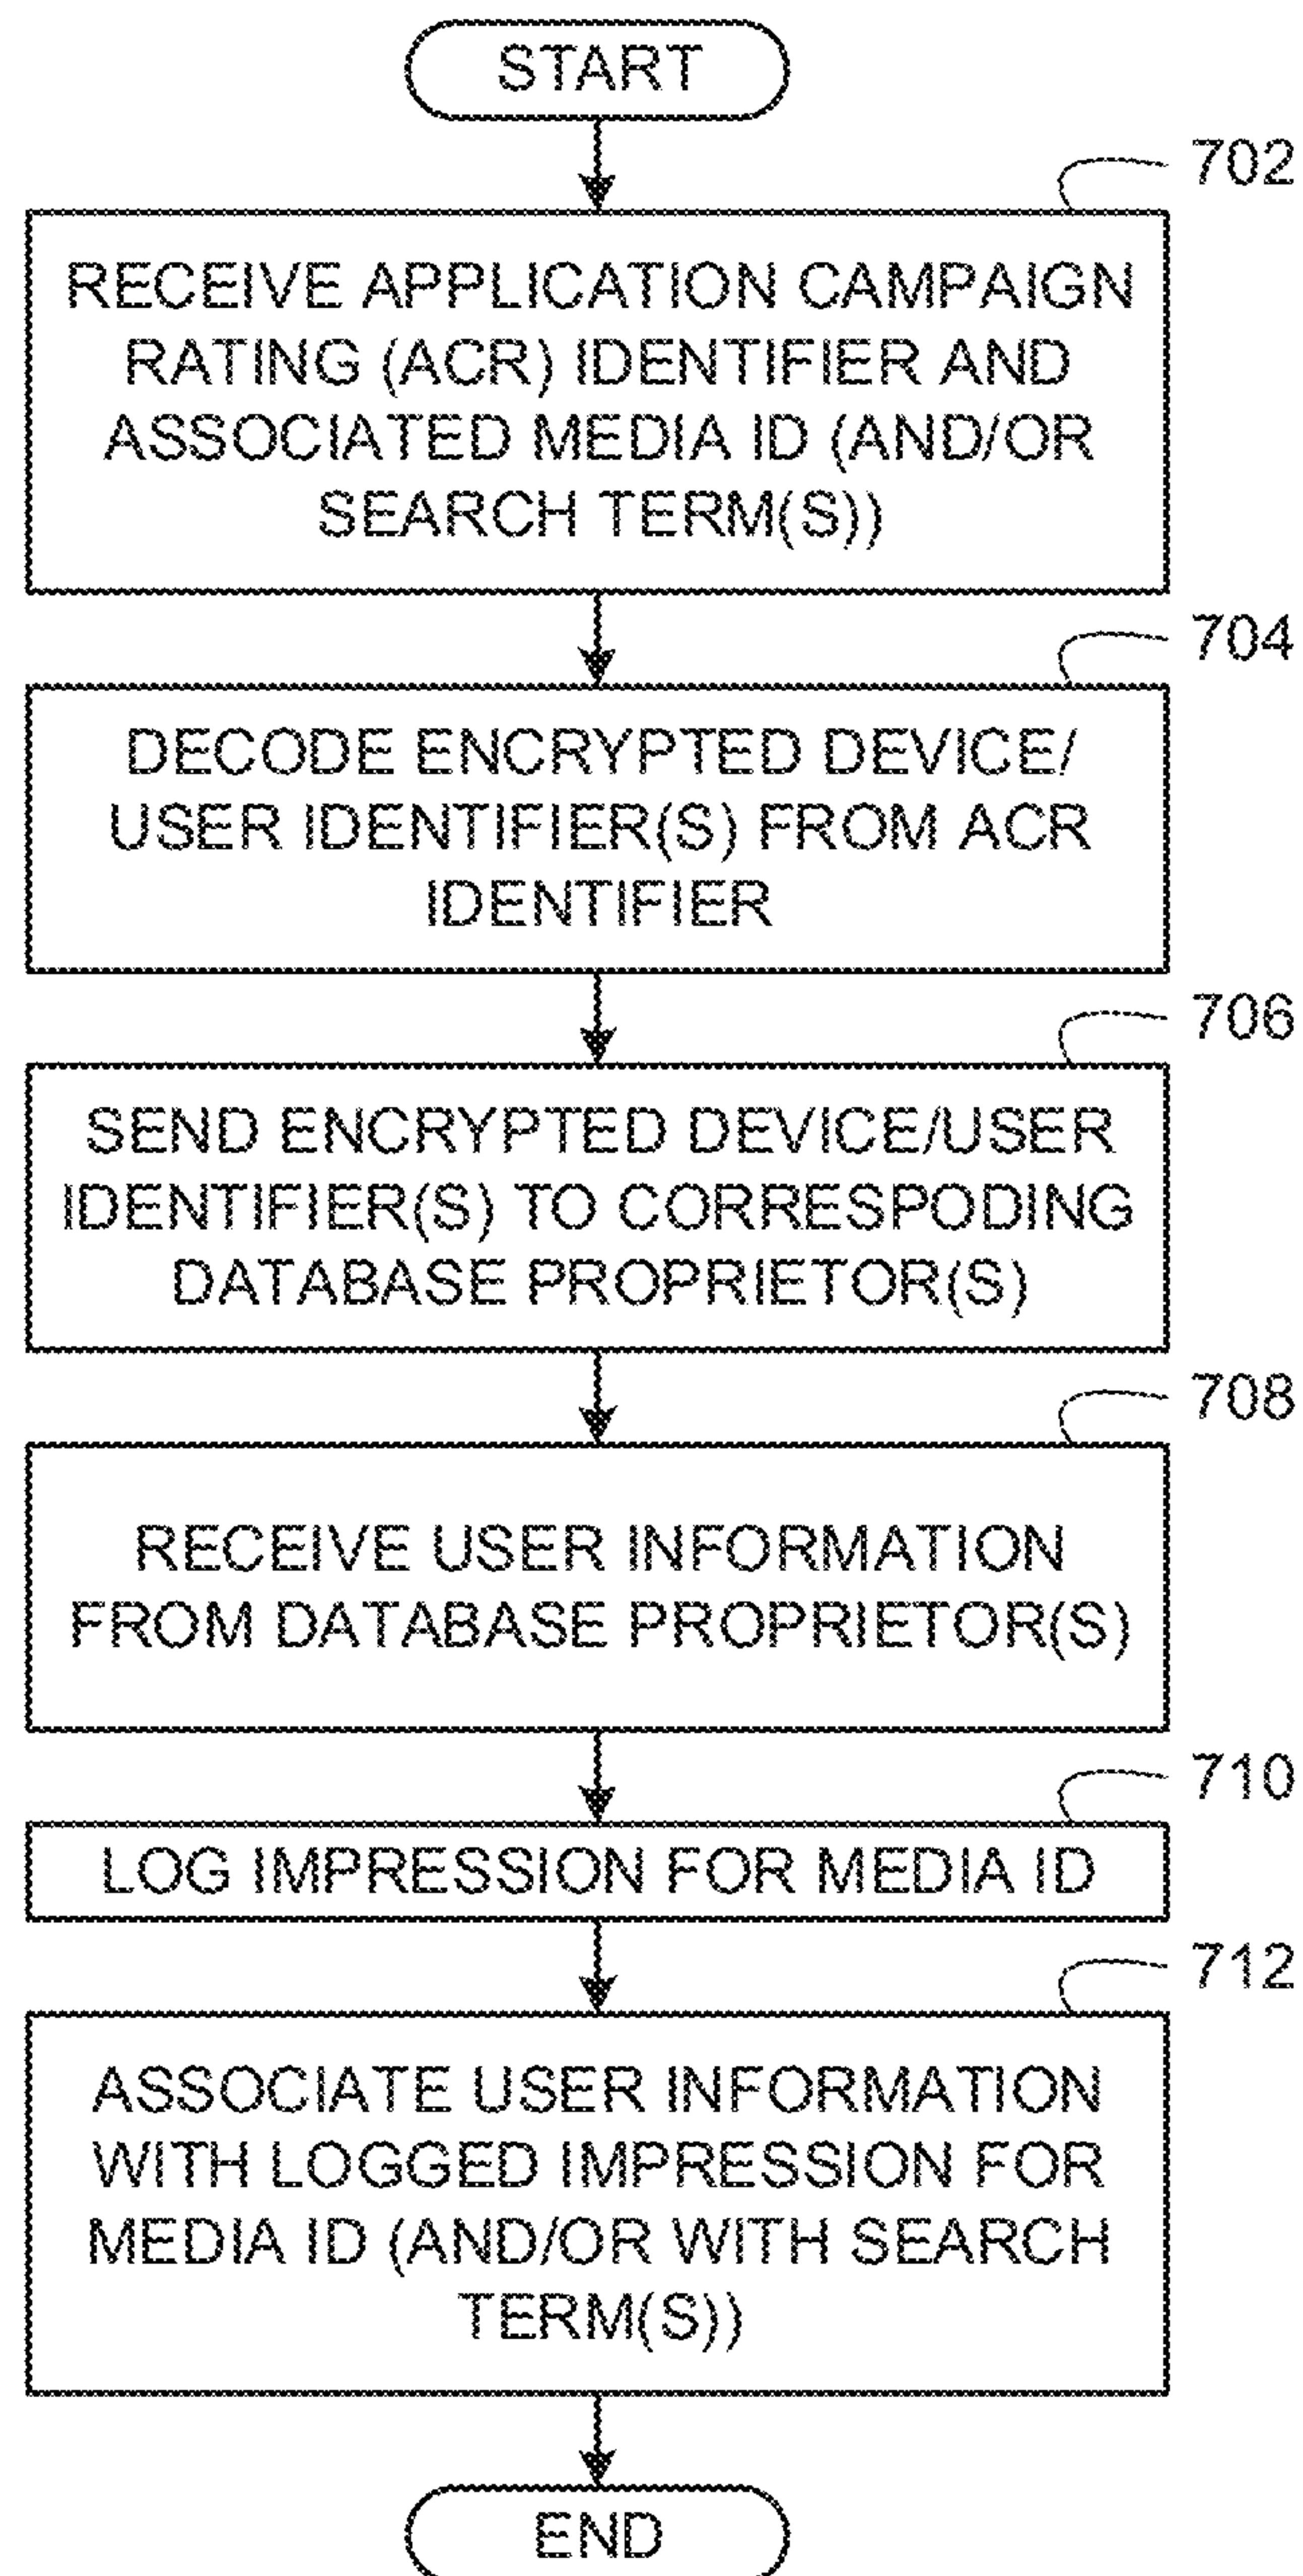 START
702
RECEIVE APPLICATION CAMPAIGN
RATING (ACR) IDENTIFIER AND
ASSOCIATED MEDIA ID (AND/OR
SEARCH TERM(S))
704
DECODE ENCRYPTED DEVICE/
USER IDENTIFIER(S) FROM ACR
IDENTIFIER
706
SEND ENCRYPTED DEVICE/USER
IDENTIFIER(S) TO CORRESPODING
DATABASE PROPRIETOR(S)
708
RECEIVE USER INFORMATION
FROM DATABASE PROPRIETOR(S)
710
LOG IMPRESSION FOR MEDIA ID
712
ASSOCIATE USER INFORMATION
WITH LOGGED IMPRESSION FOR
MEDIA ID (AND/OR WITH SEARCH
TERM(S))
END